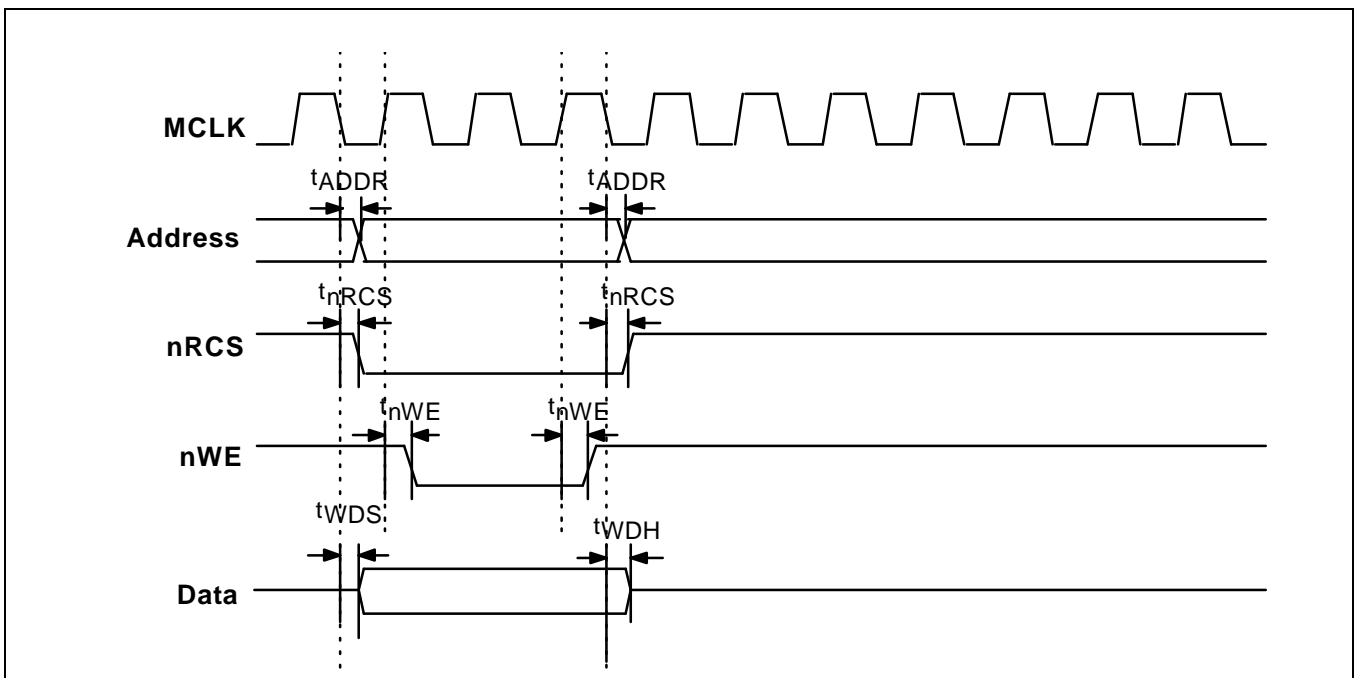 MCLK
tADDR tADDR
Address
tnRCS tnRCS
nRCS
tnWE tnWE
nWE
tWDS
tWDH
Data